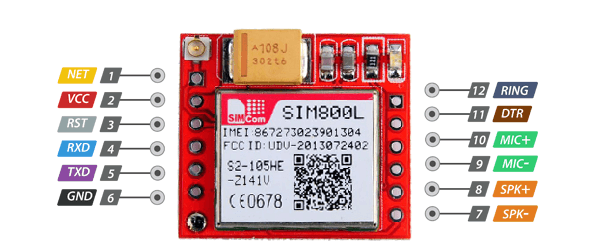 A108J
30226
NET 1
VCC 2
RST 3
RXD 4
TXD 5
GND 6
12 RING
11 DTR
10 MIC+
9 MIC-
8 SPK+
7 SPK-
SIMCom
SIM800L
IMEI:867273023901304
FCC ID:UDV-2013072402
S2-105HE
-Z141V
CE0678